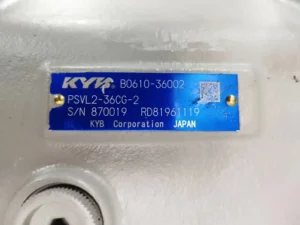 KYB B0610-36002
PSVL2-36CG-2
S/N 870019 RD81961119
KYB Corporation JAPAN